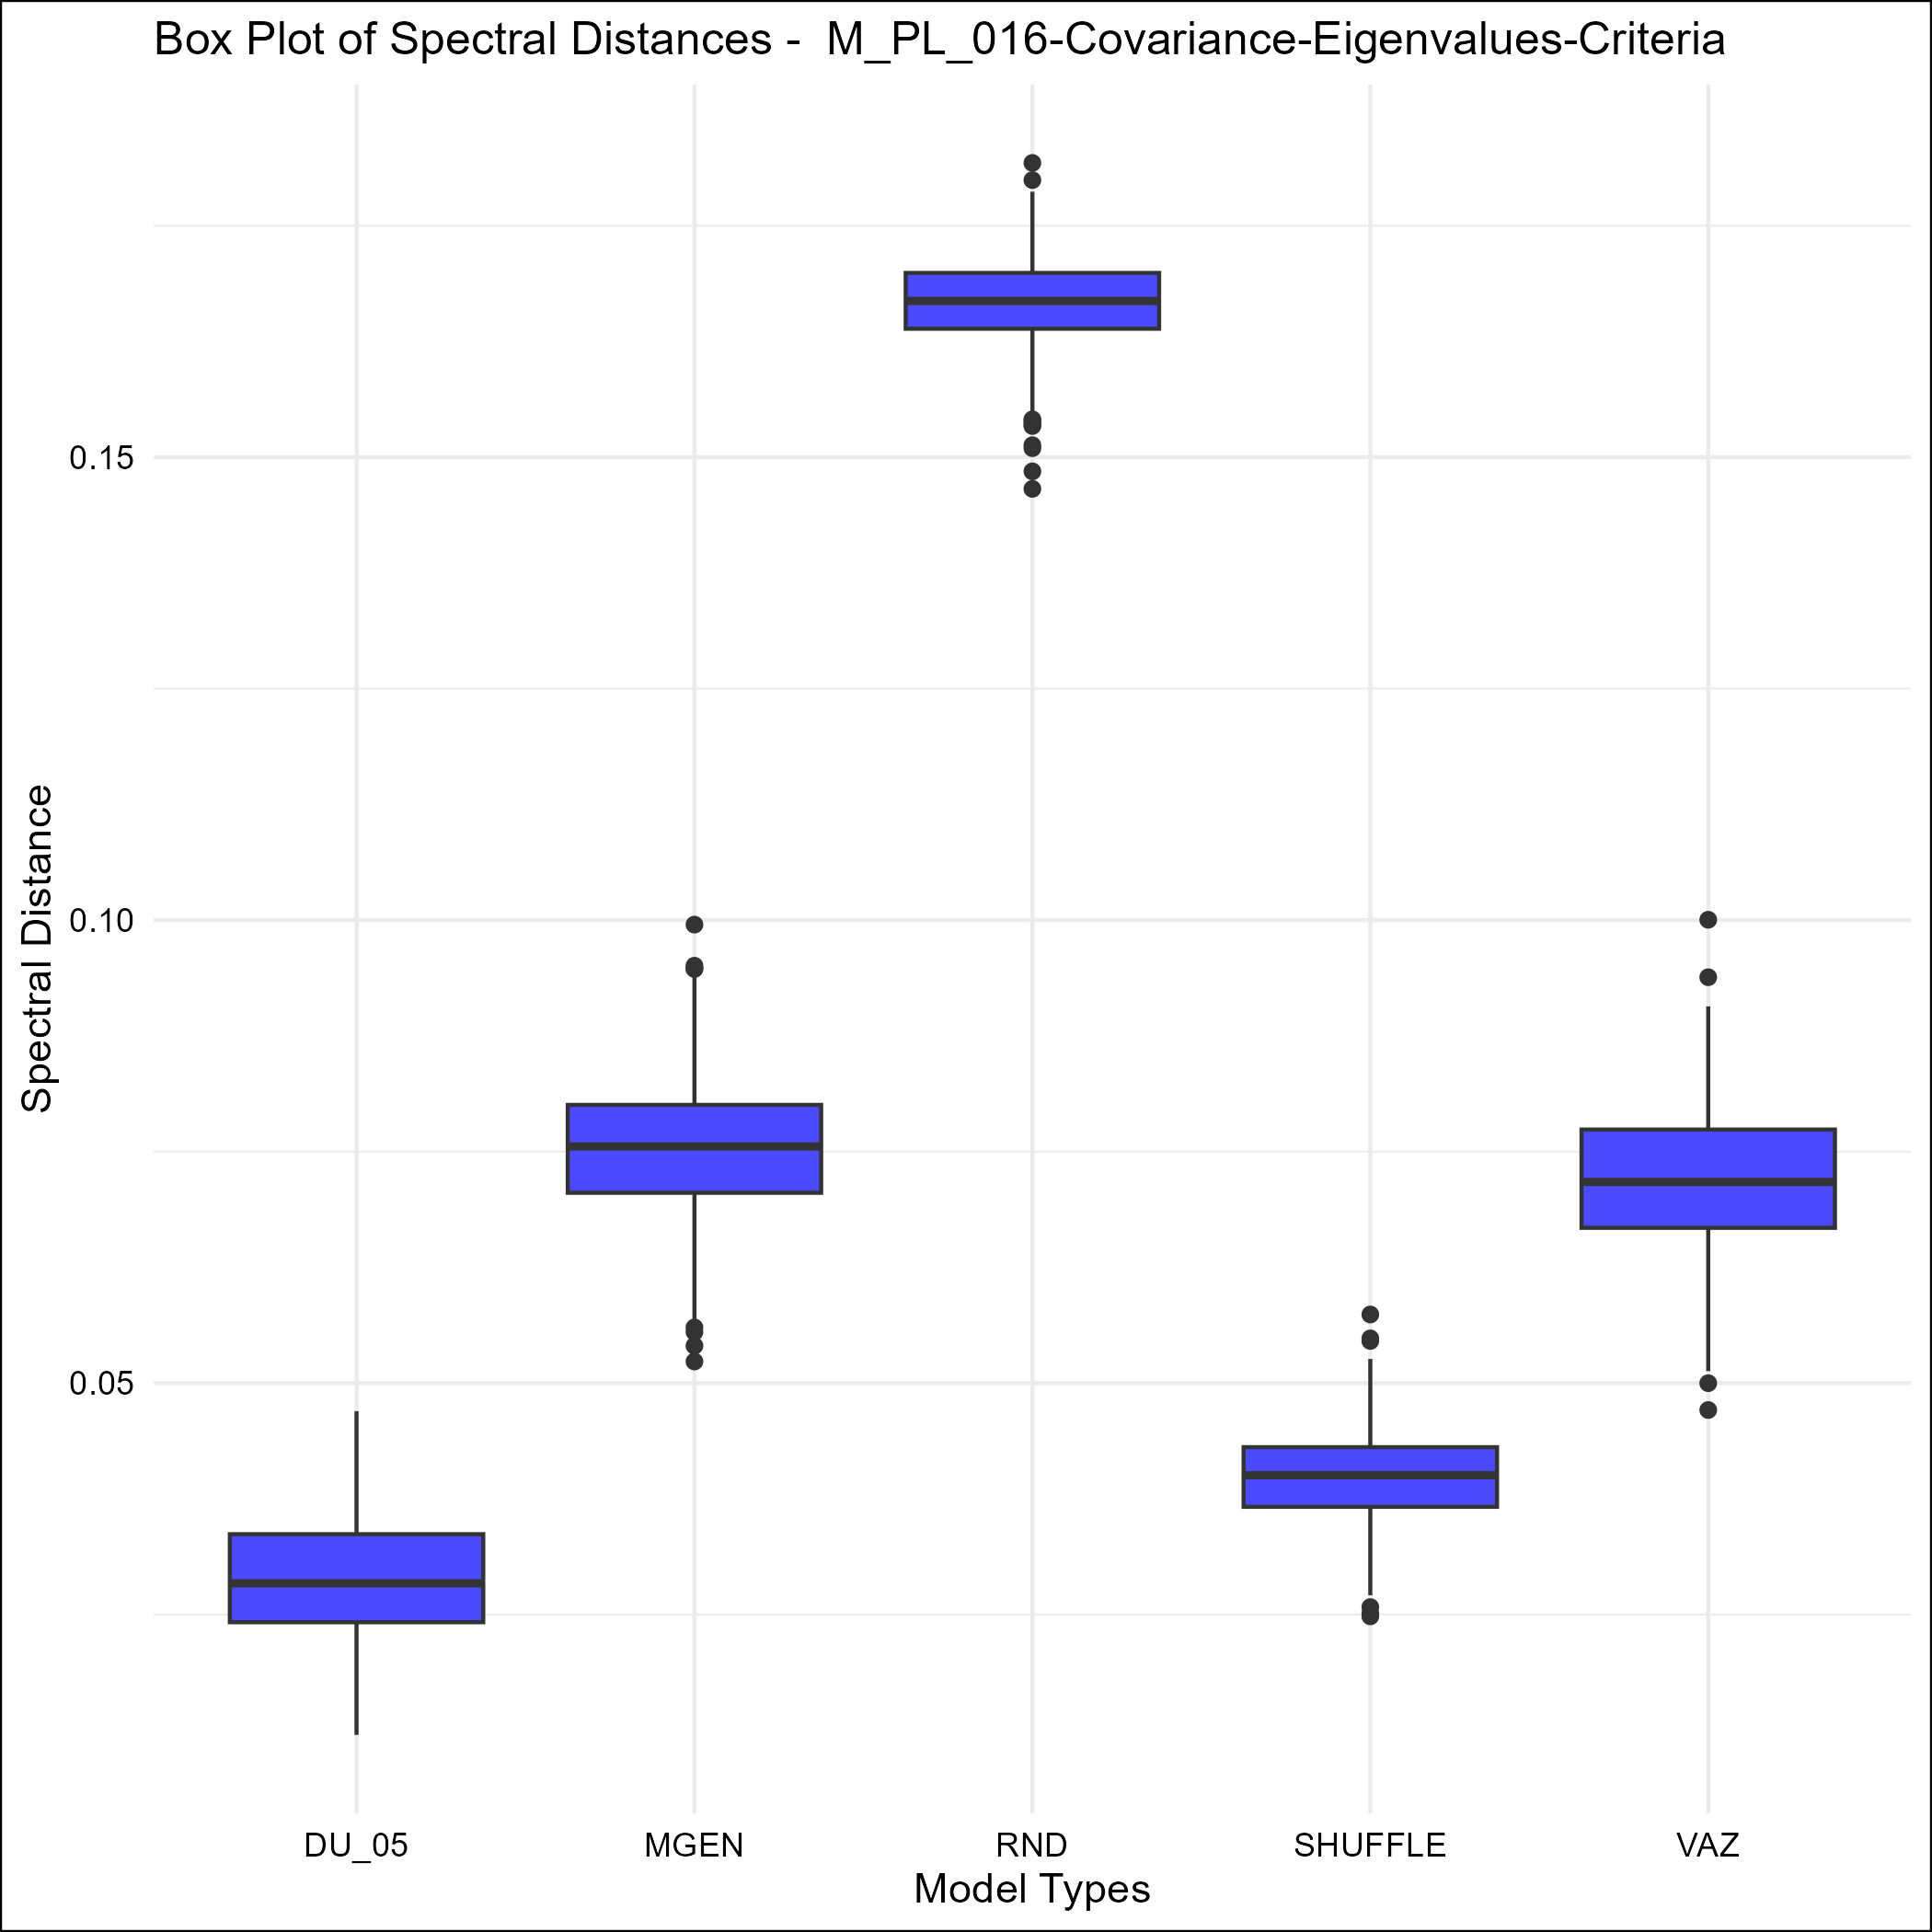 Box Plot of Spectral Distances -  M_PL_016-Covariance-Eigenvalues-Criteria
Spectral Distance
0.15
0.10
0.05
DU_05
MGEN
RND
SHUFFLE
VAZ
Model Types